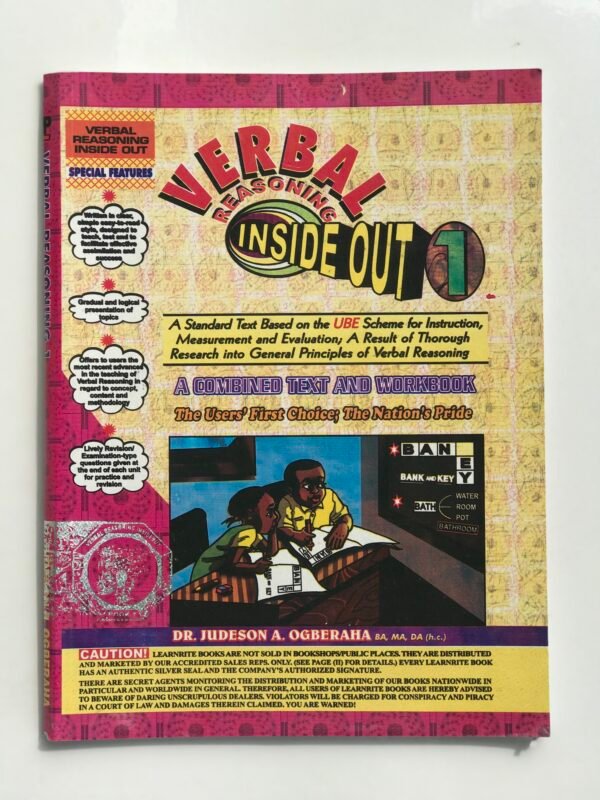 VERBAL
REASONING
INSIDE OUT
SPECIAL FEATURES
Written in clear,
simple easy-to-read
style, designed to
teach, test and to
facilitate effective
assimilation and
success
Gradual and logical
presentation of
topics
Offers to users the
most recent advanced
in the teaching of
Verbal Reasoning in
regard to concept,
content and
methodology
Lively Revision/
Examination-type
questions given at
the end of each unit
for practice and
revision
VERBAL
REASONING
INSIDE OUT 1
A Standard Text Based on the UBE Scheme for Instruction,
Measurement and Evaluation; A Result of Thorough
Research into General Principles of Verbal Reasoning
A COMBINED TEXT AND WORKBOOK
The Users' First Choice; The Nation's Pride
BAN
EY
BANK AND KEY
BATH
WATER
ROOM
POT
BATHROOM
DR. JUDESON A. OGBERAHA BA, MA, DA (h.c.)
CAUTION! LEARNRITE BOOKS ARE NOT SOLD IN BOOKSHOPS/PUBLIC PLACES. THEY ARE DISTRIBUTED
AND MARKETED BY OUR ACCREDITED SALES REPS. ONLY. (SEE PAGE (II) FOR DETAILS.) EVERY LEARNRITE BOOK
HAS AN AUTHENTIC SILVER SEAL AND THE COMPANY'S AUTHORIZED SIGNATURE.
THERE ARE SECRET AGENTS MONITORING THE DISTRIBUTION AND MARKETING OF OUR BOOKS NATIONWIDE IN
PARTICULAR AND WORLDWIDE IN GENERAL. THEREFORE, ALL USERS OF LEARNRITE BOOKS ARE HEREBY ADVISED
TO BEWARE OF DARING UNSCRUPULOUS DEALERS. VIOLATORS WILL BE CHARGED FOR CONSPIRACY AND PIRACY
IN A COURT OF LAW AND DAMAGES THEREIN CLAIMED. YOU ARE WARNED!
VERBAL REASONING 1